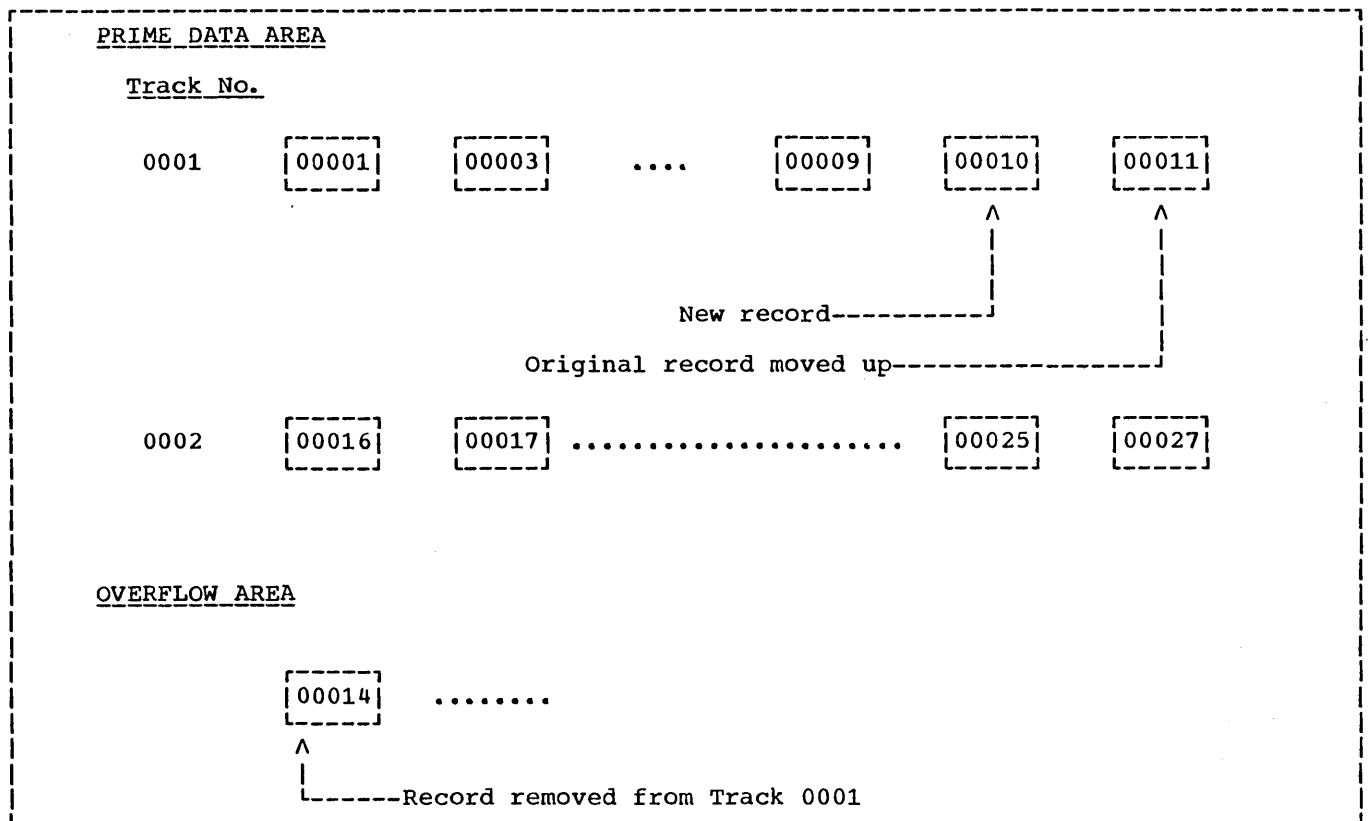 PRIME DATA AREA
Track No.
0001 |00001| |00003| .... |00009| |00010| |00011|
New record
Original record moved up
0002 |00016| |00017| ...................... |00025| |00027|
OVERFLOW AREA
|00014| ........
Record removed from Track 0001